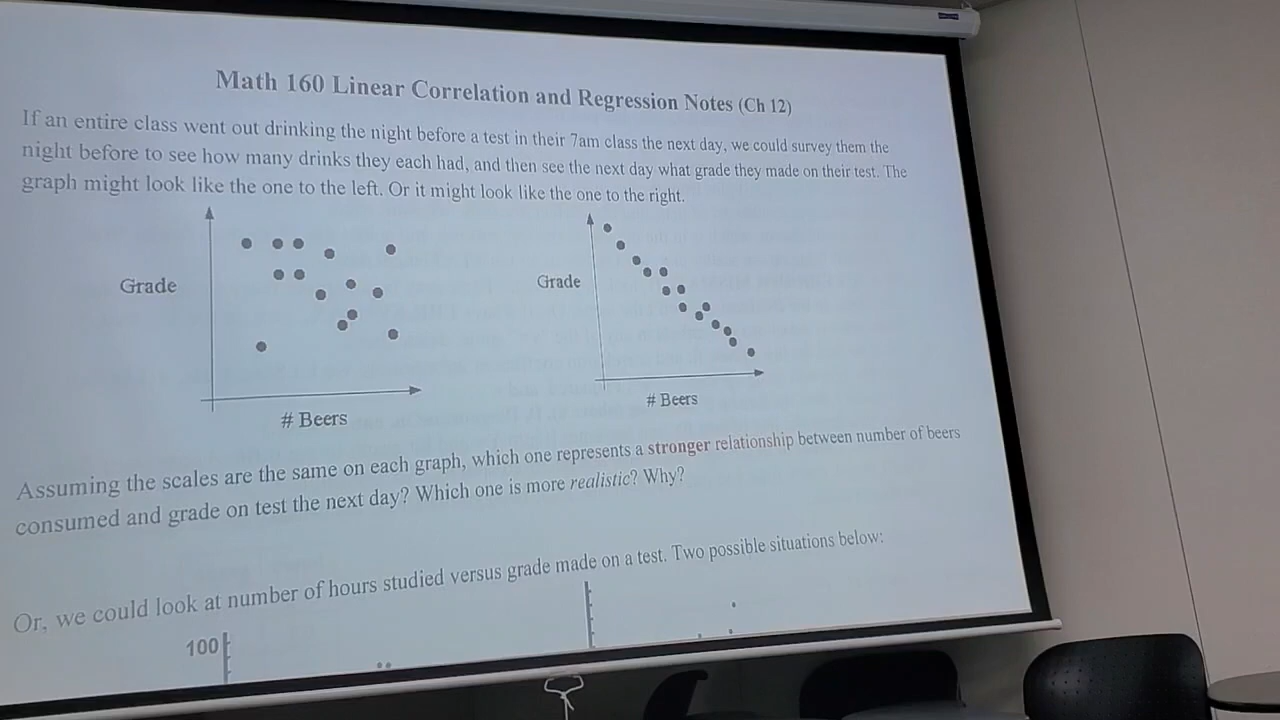 Math 160 Linear Correlation and Regression Notes (Ch 12)
If an entire class went out drinking the night before a test in their 7am class the next day, we could survey them the
night before to see how many drinks they each had, and then see the next day what grade they made on their test. The
graph might look like the one to the left. Or it might look like the one to the right.
Grade
# Beers
Grade
# Beers
Assuming the scales are the same on each graph, which one represents a stronger relationship between number of beers
consumed and grade on test the next day? Which one is more realistic? Why?
Or, we could look at number of hours studied versus grade made on a test. Two possible situations below:
100